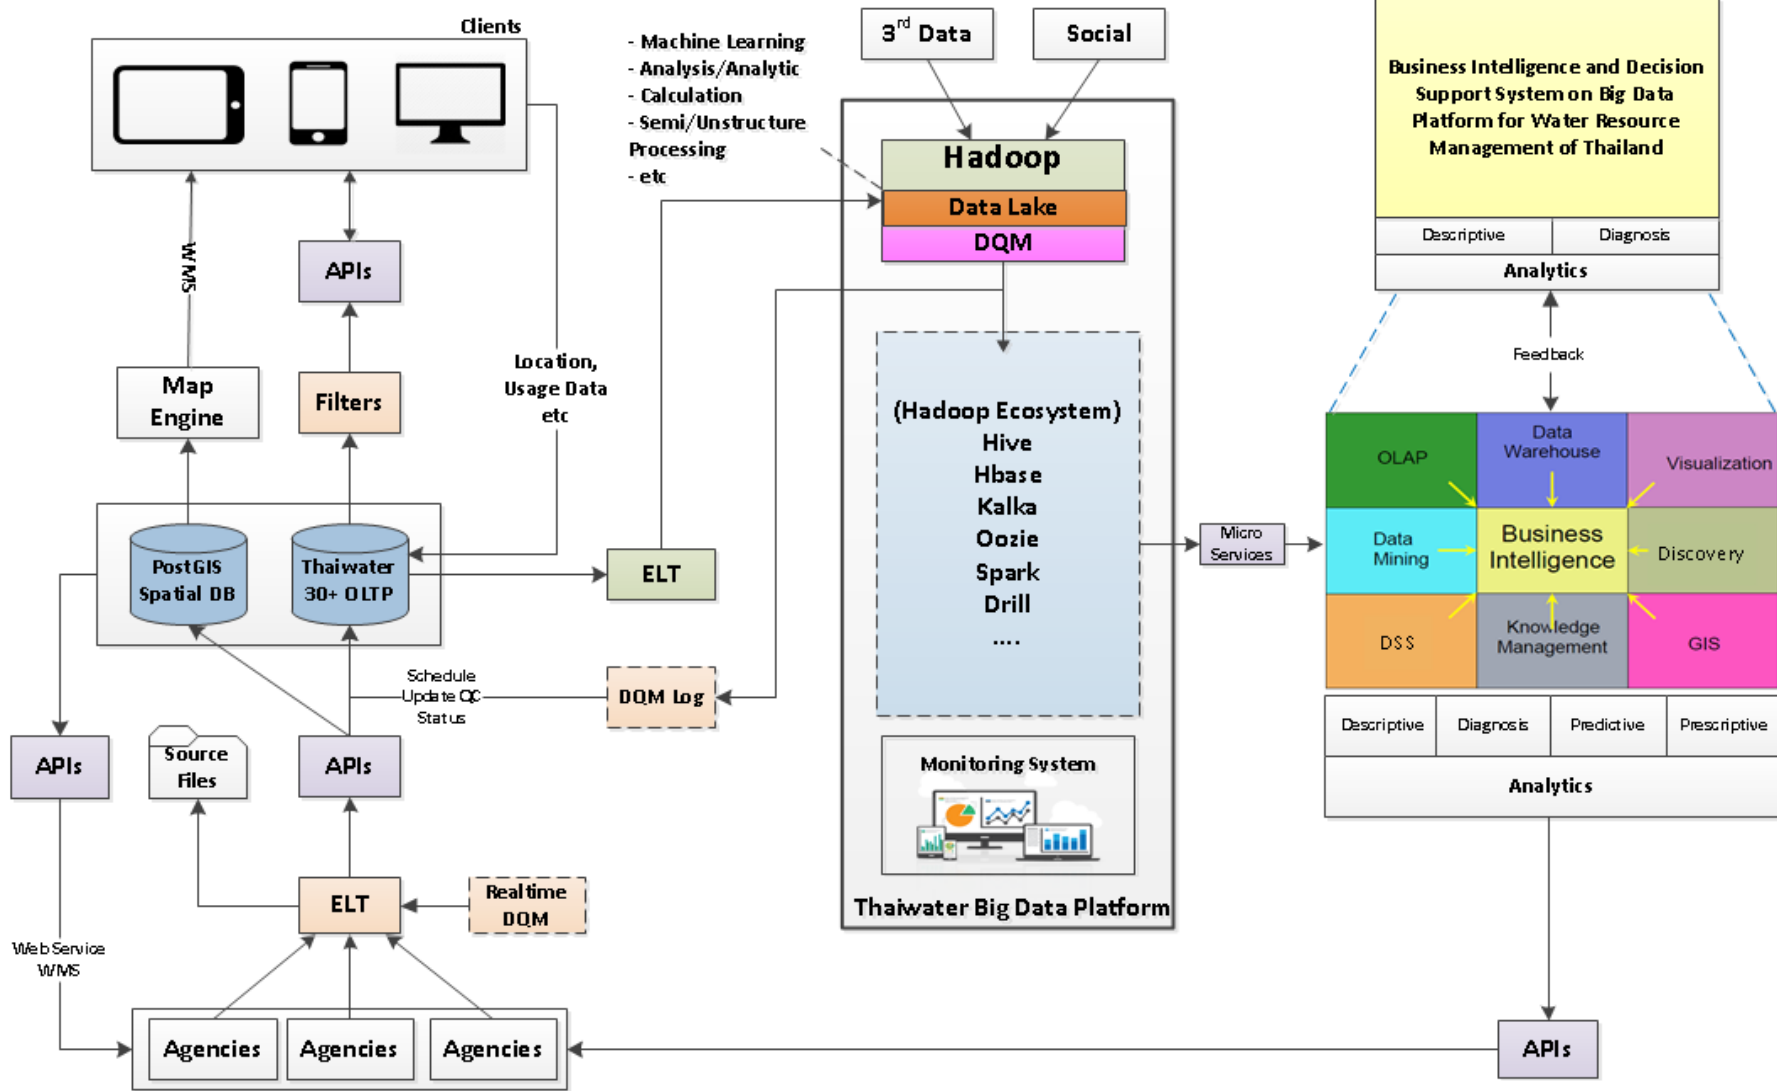 Clients
- Machine Learning
- Analysis/Analytic
- Calculation
- Semi/Unstructure
Processing
- etc
3rd Data
Social
Hadoop
Data Lake
DQM
Business Intelligence and Decision
Support System on Big Data
Platform for Water Resource
Management of Thailand
Descriptive
Diagnosis
Analytics
Feedback
WMS
APIs
Map
Engine
Filters
Location,
Usage Data
etc
(Hadoop Ecosystem)
Hive
Hbase
Kalka
Oozie
Spark
Drill
....
OLAP
Data
Warehouse
Visualization
Data
Mining
Business
Intelligence
Discovery
DSS
Knowledge
Management
GIS
Micro
Services
PostGIS
Spatial DB
Thaiwater
30+ OLTP
ELT
Schedule
Update QC
Status
DQM Log
APIs
Source
Files
APIs
Monitoring System
Descriptive
Diagnosis
Predictive
Prescriptive
Analytics
ELT
Realtime
DQM
Thaiwater Big Data Platform
Web Service
WMS
Agencies
Agencies
Agencies
APIs